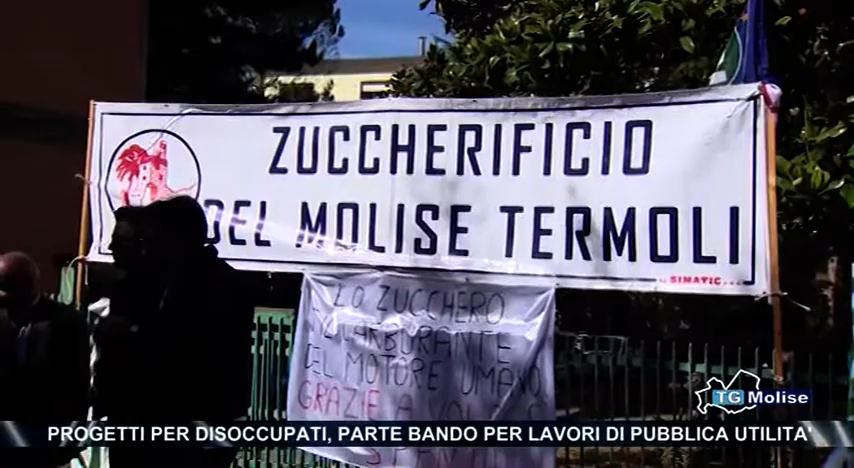 ZUCCHERIFICIO
DEL MOLISE TERMOLI
SIMATIC
LO ZUCCHERO
CARBURANTE
DEL MOTORE UMANO
GRAZIE A
TG Molise
PROGETTI PER DISOCCUPATI, PARTE BANDO PER LAVORI DI PUBBLICA UTILITA'